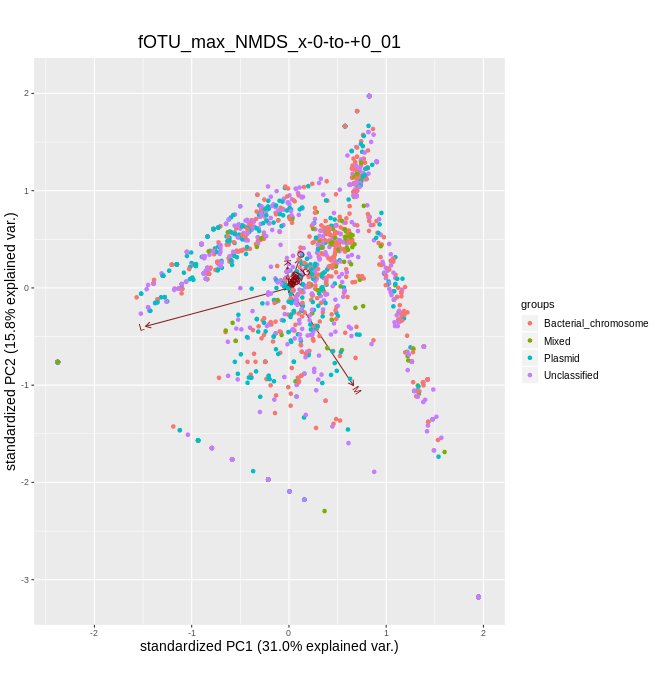 fOTU_max_NMDS_x-0-to-+0_01
2
1
0
-1
-2
-3
standardized PC2 (15.8% explained var.)
K
L
M
-2
-1
0
1
2
standardized PC1 (31.0% explained var.)
groups
Bacterial_chromosome
Mixed
Plasmid
Unclassified